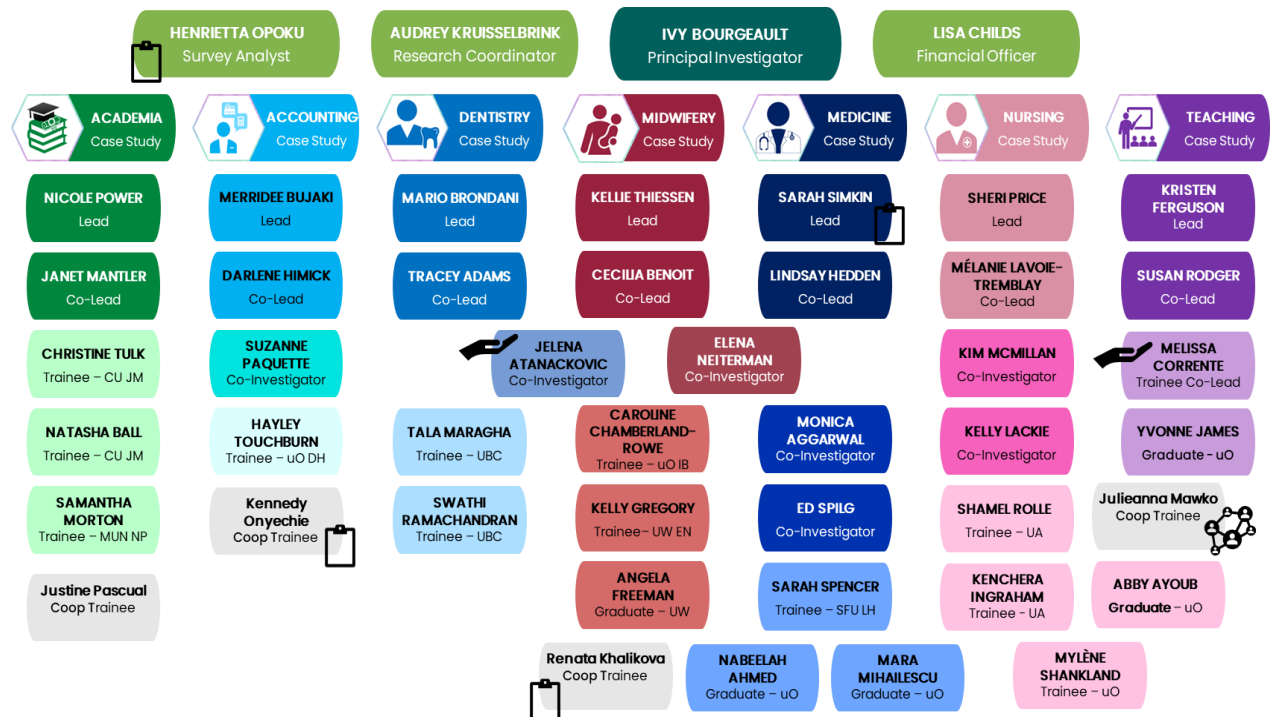 HENRIETTA OPOKU
Survey Analyst
AUDREY KRUISSELBRINK
Research Coordinator
IVY BOURGEAULT
Principal Investigator
LISA CHILDS
Financial Officer
ACADEMIA
Case Study
ACCOUNTING
Case Study
DENTISTRY
Case Study
MIDWIFERY
Case Study
MEDICINE
Case Study
NURSING
Case Study
TEACHING
Case Study
NICOLE POWER
Lead
MERRIDEE BUJAKI
Lead
MARIO BRONDANI
Lead
KELLIE THIESSEN
Lead
SARAH SIMKIN
Lead
SHERI PRICE
Lead
KRISTEN
FERGUSON
Lead
JANET MANTLER
Co-Lead
DARLENE HIMICK
Co-Lead
TRACEY ADAMS
Co-Lead
CECILIA BENOIT
Co-Lead
LINDSAY HEDDEN
Co-Lead
MÉLANIE LAVOIE-
TREMBLAY
Co-Lead
SUSAN RODGER
Co-Lead
CHRISTINE TULK
Trainee – CU JM
SUZANNE
PAQUETTE
Co-Investigator
JELENA
ATANACKOVIC
Co-Investigator
ELENA
NEITERMAN
Co-Investigator
KIM MCMILLAN
Co-Investigator
MELISSA
CORRENTE
Trainee Co-Lead
NATASHA BALL
Trainee – CU JM
HAYLEY
TOUCHBURN
Trainee – uO DH
TALA MARAGHA
Trainee – UBC
CAROLINE
CHAMBERLAND-
ROWE
Trainee – uO IB
MONICA
AGGARWAL
Co-Investigator
KELLY LACKIE
Co-Investigator
YVONNE JAMES
Graduate - uO
SAMANTHA
MORTON
Trainee – MUN NP
Kennedy
Onyechie
Coop Trainee
SWATHI
RAMACHANDRAN
Trainee – UBC
KELLY GREGORY
Trainee– UW EN
ED SPILG
Co-Investigator
SHAMEL ROLLE
Trainee – UA
Julieanna Mawko
Coop Trainee
Justine Pascual
Coop Trainee
ANGELA
FREEMAN
Graduate – UW
SARAH SPENCER
Trainee – SFU LH
KENCHERA
INGRAHAM
Trainee - UA
ABBY AYOUB
Graduate – uO
Renata Khalikova
Coop Trainee
NABEELAH
AHMED
Graduate – uO
MARA
MIHAILESCU
Graduate – uO
MYLÈNE
SHANKLAND
Trainee – uO